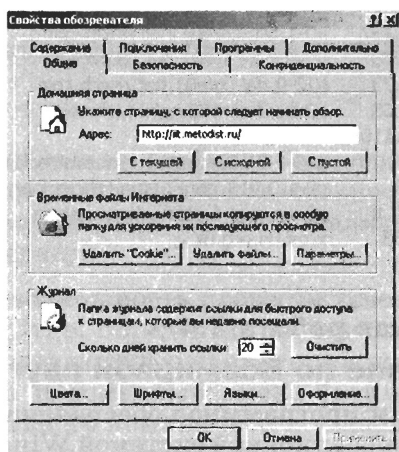 Свойства обозревателя
Содержание Подключения Программы Дополнительно
Общие Безопасность Конфиденциальность
Домашняя страница
Укажите страницу, с которой следует начинать обзор.
Адрес: http://iit.metodist.ru/
С текущей С исходной С пустой
Временные файлы Интернета
Просматриваемые страницы копируются в особую
папку для ускорения их последующего просмотра.
Удалить "Cookie"... Удалить файлы... Параметры...
Журнал
Папка журнала содержит ссылки для быстрого доступа
к страницам, которые вы недавно посещали.
Сколько дней хранить ссылки: 20 Очистить
Цвета... Шрифты... Языки... Оформление...
OK Отмена Применить